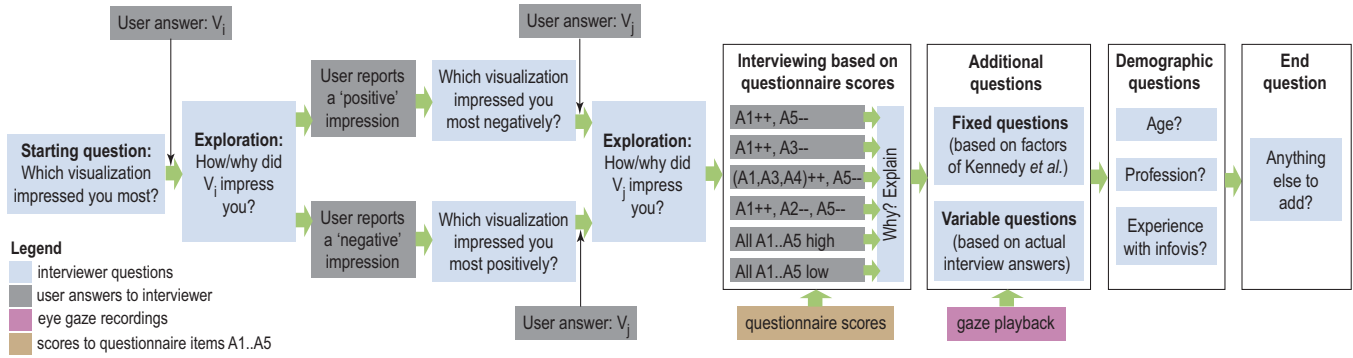 User answer: Vi
User answer: Vj
Starting question:
Which visualization
impressed you most?
Exploration:
How/why did
Vi impress
you?
User reports
a ‘positive’
impression
Which visualization
impressed you
most negatively?
User reports
a ‘negative’
impression
Which visualization
impressed you
most positively?
User answer: Vj
Exploration:
How/why did
Vj impress
you?
Interviewing based on
questionnaire scores
A1++, A5--
A1++, A3--
(A1,A3,A4)++, A5--
A1++, A2--, A5--
All A1..A5 high
All A1..A5 low
Why? Explain
questionnaire scores
Additional
questions
Fixed questions
(based on factors
of Kennedy et al.)
Variable questions
(based on actual
interview answers)
gaze playback
Demographic
questions
Age?
Profession?
Experience
with infovis?
End
question
Anything
else to
add?
Legend
interviewer questions
user answers to interviewer
eye gaze recordings
scores to questionnaire items A1..A5